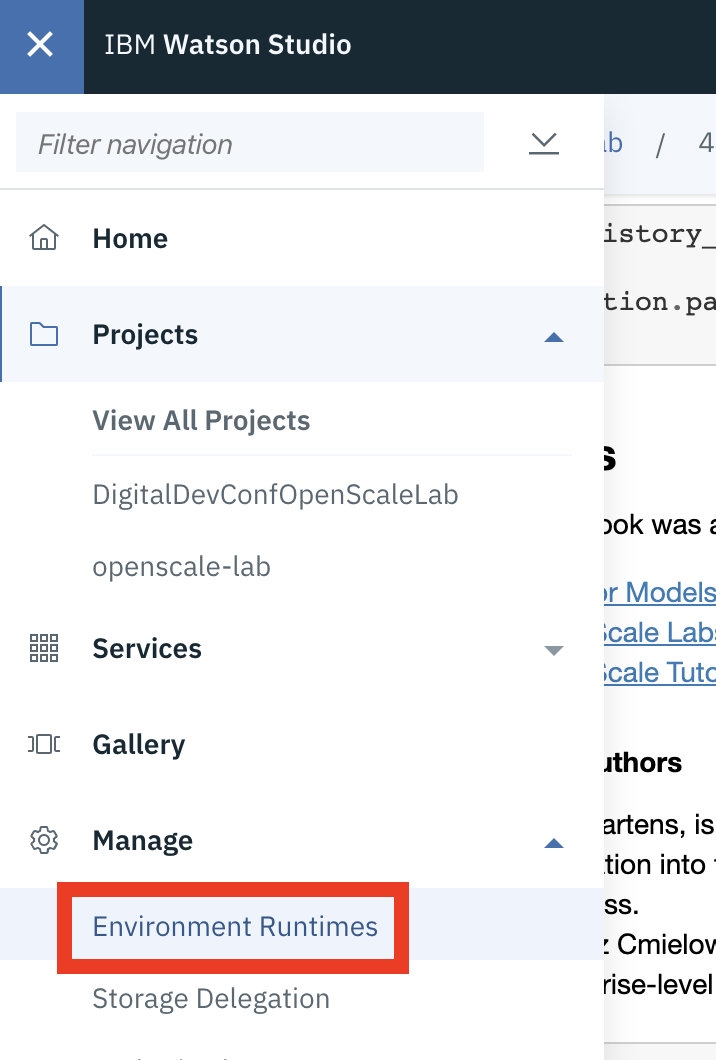 IBM Watson Studio
Filter navigation
/ 4
Home
Projects
View All Projects
DigitalDevConfOpenScaleLab
openscale-lab
Services
Gallery
Manage
Environment Runtimes
Storage Delegation
istory_
tion.pa
s
ook was a
or Models
Scale Labs
Scale Tuto
uthors
artens, is
tion into
ss.
z Cmielow
rise-level